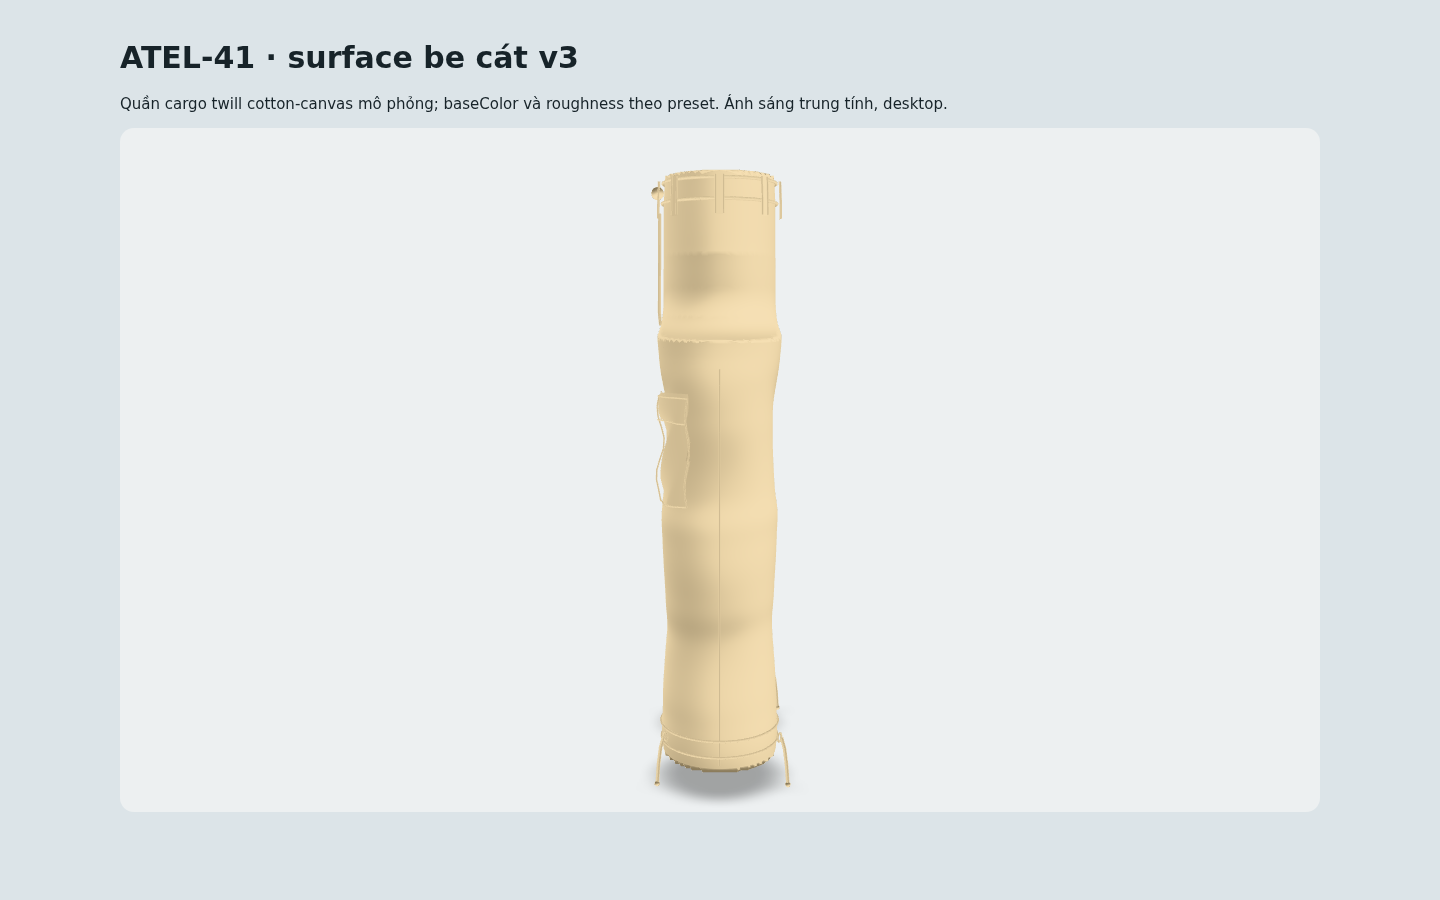 ATEL-41 · surface be cát v3
Quần cargo twill cotton-canvas mô phỏng; baseColor và roughness theo preset. Ánh sáng trung tính, desktop.